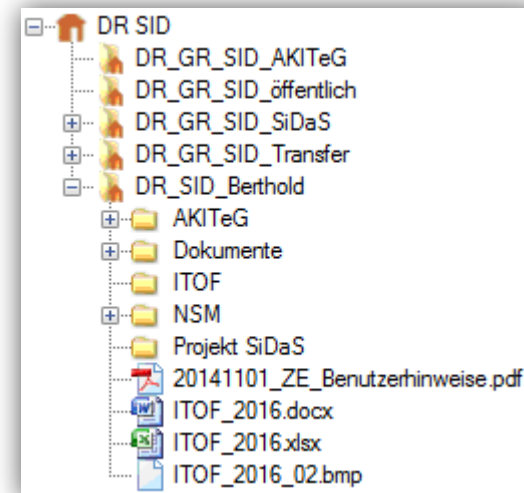 DR SID
DR_GR_SID_AKITeG
DR_GR_SID_öffentlich
DR_GR_SID_SiDaS
DR_GR_SID_Transfer
DR_SID_Berthold
AKITeG
Dokumente
ITOF
NSM
Projekt SiDaS
20141101_ZE_Benutzerhinweise.pdf
ITOF_2016.docx
ITOF_2016.xlsx
ITOF_2016_02.bmp